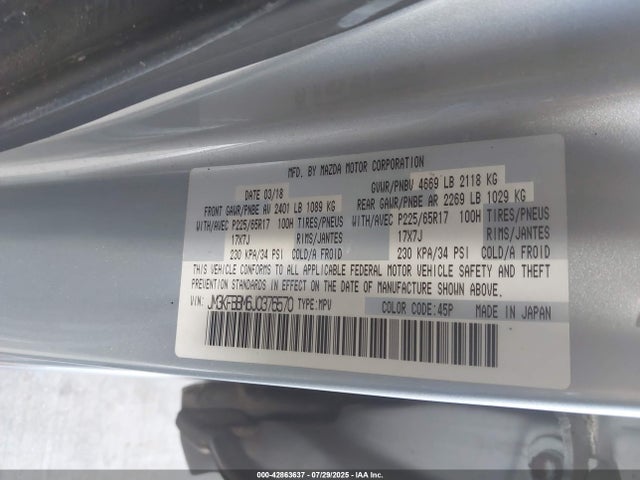 MFD. BY MAZDA MOTOR CORPORATION
DATE 03/18 GVWR/PNBV 4669 LB 2118 KG
FRONT GAWR/PNBE AV 2401 LB 1089 KG REAR GAWR/PNBE AR 2269 LB 1029 KG
WITH/AVEC P225/65R17 100H TIRES/PNEUS WITH/AVEC P225/65R17 100H TIRES/PNEUS
17X7J RIMS/JANTES 17X7J RIMS/JANTES
230 KPA/34 PSI COLD/A FROID 230 KPA/34 PSI COLD/A FROID
THIS VEHICLE CONFORMS TO ALL APPLICABLE FEDERAL MOTOR VEHICLE SAFETY AND THEFT
PREVENTION STANDARDS IN EFFECT ON THE DATE OF MANUFACTURE SHOWN ABOVE.
VIN: JM3KFBBM6J0376570 TYPE:MPV COLOR CODE:45P MADE IN JAPAN
000-42863637 - 07/29/2025 - IAA Inc.